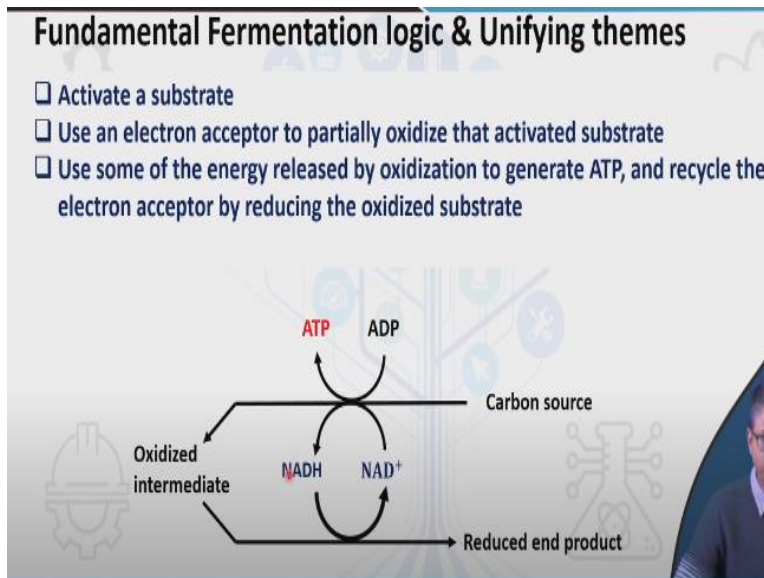 Fundamental Fermentation logic & Unifying themes
Activate a substrate
Use an electron acceptor to partially oxidize that activated substrate
Use some of the energy released by oxidization to generate ATP, and recycle the
electron acceptor by reducing the oxidized substrate
ATP ADP
Carbon source
Oxidized
intermediate
NADH NAD⁺
Reduced end product